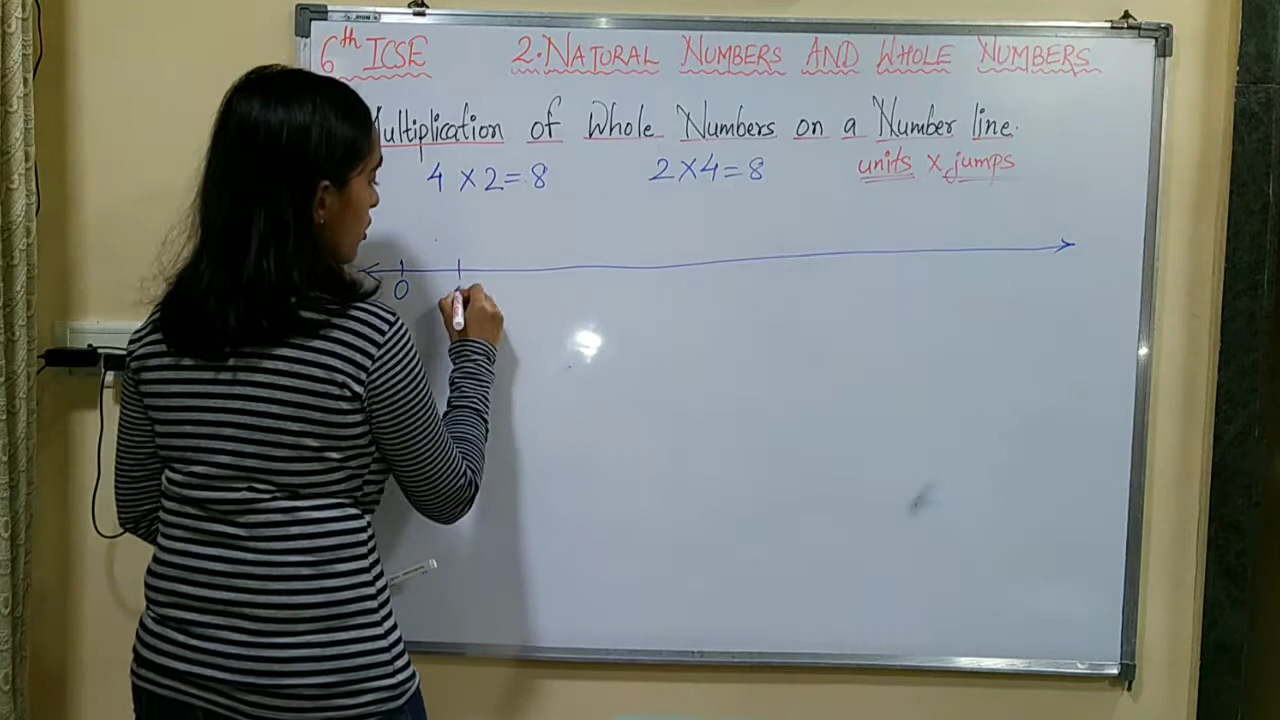 6th ICSE 2. NATURAL NUMBERS AND WHOLE NUMBERS
Multiplication of Whole Numbers on a Number line.
4 × 2 = 8 2 × 4 = 8 units × jumps
0